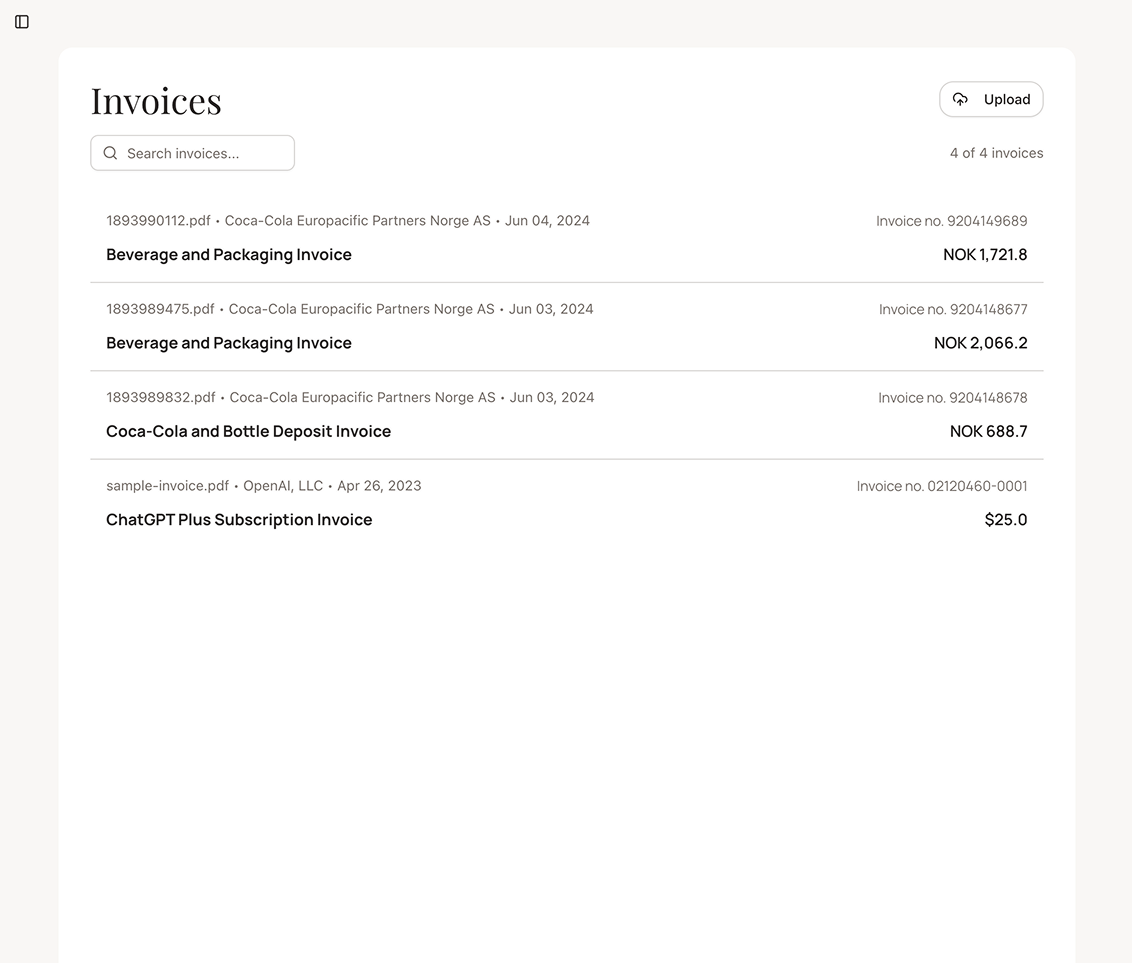 Invoices
Upload
Search invoices...
4 of 4 invoices
1893990112.pdf • Coca-Cola Europacific Partners Norge AS • Jun 04, 2024
Invoice no. 9204149689
Beverage and Packaging Invoice
NOK 1,721.8
1893989475.pdf • Coca-Cola Europacific Partners Norge AS • Jun 03, 2024
Invoice no. 9204148677
Beverage and Packaging Invoice
NOK 2,066.2
1893989832.pdf • Coca-Cola Europacific Partners Norge AS • Jun 03, 2024
Invoice no. 9204148678
Coca-Cola and Bottle Deposit Invoice
NOK 688.7
sample-invoice.pdf • OpenAI, LLC • Apr 26, 2023
Invoice no. 02120460-0001
ChatGPT Plus Subscription Invoice
$25.0